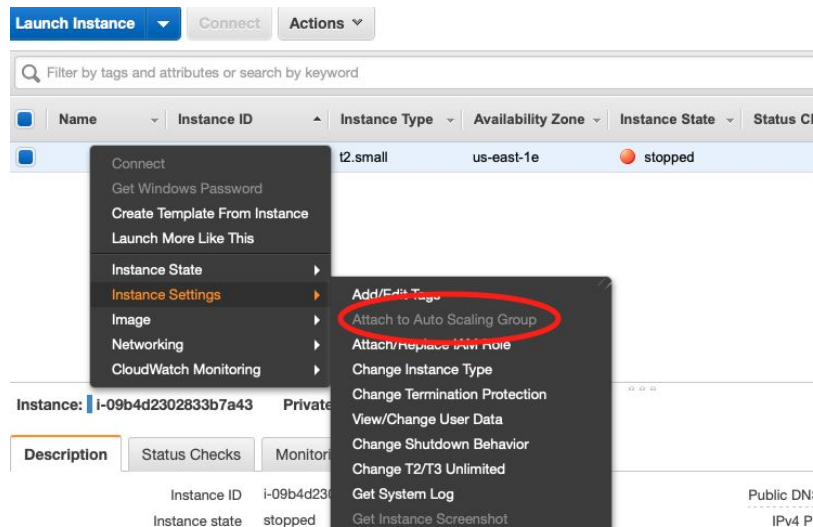 Launch Instance Connect Actions
Filter by tags and attributes or search by keyword
Name Instance ID Instance Type Availability Zone Instance State Status
t2.small us-east-1e stopped
Connect
Get Windows Password
Create Template From Instance
Launch More Like This
Instance State
Instance Settings
Image
Networking
CloudWatch Monitoring
Add/Edit Tags
Attach to Auto Scaling Group
Attach/Replace IAM Role
Change Instance Type
Change Termination Protection
View/Change User Data
Change Shutdown Behavior
Change T2/T3 Unlimited
Get System Log
Get Instance Screenshot
Instance: i-09b4d2302833b7a43 Private
Description Status Checks Monitori
Instance ID i-09b4d230 Public DNS
Instance state stopped IPv4 P